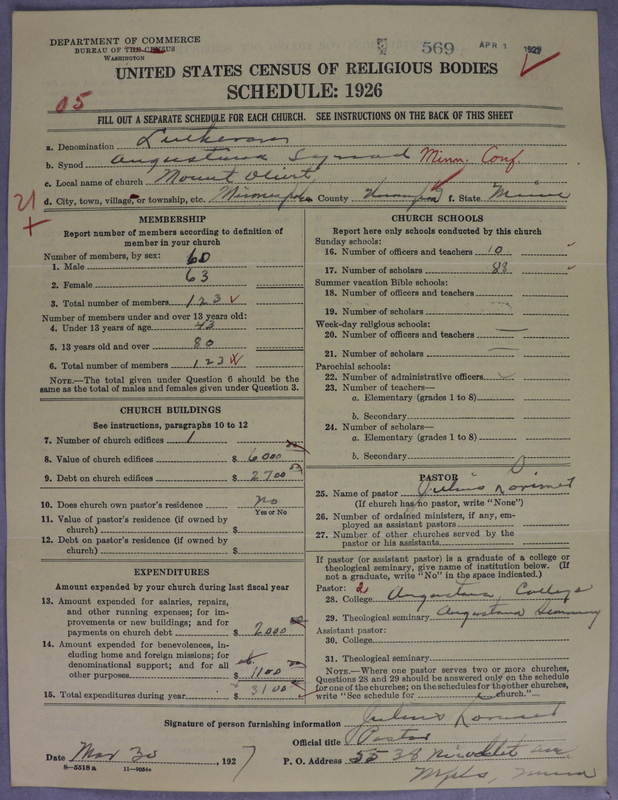 DEPARTMENT OF COMMERCE
BUREAU OF THE CENSUS
WASHINGTON
569 APR 1 1927
UNITED STATES CENSUS OF RELIGIOUS BODIES
SCHEDULE: 1926
05
FILL OUT A SEPARATE SCHEDULE FOR EACH CHURCH. SEE INSTRUCTIONS ON THE BACK OF THIS SHEET
a. Denomination Lutheran
b. Synod Augustana Synod Minn. Conf.
c. Local name of church Mount Olivet
d. City, town, village, or township, etc. Minneapolis County Hennepin f. State Minn
MEMBERSHIP
Report number of members according to definition of
member in your church
Number of members, by sex:
1. Male 60
2. Female 63
3. Total number of members 123
Number of members under and over 13 years old:
4. Under 13 years of age 43
5. 13 years old and over 80
6. Total number of members 123
NOTE.—The total given under Question 6 should be the
same as the total of males and females given under Question 3.
CHURCH BUILDINGS
See instructions, paragraphs 10 to 12
7. Number of church edifices 1
8. Value of church edifices $ 6000
9. Debt on church edifices $ 2700
10. Does church own pastor's residence no
Yes or No
11. Value of pastor's residence (if owned by
church) $
12. Debt on pastor's residence (if owned by
church) $
EXPENDITURES
Amount expended by your church during last fiscal year
13. Amount expended for salaries, repairs,
and other running expenses; for im-
provements or new buildings; and for
payments on church debt $ 2000
14. Amount expended for benevolences, in-
cluding home and foreign missions; for
denominational support; and for all
other purposes $ 1100
15. Total expenditures during year $ 3100
CHURCH SCHOOLS
Report here only schools conducted by this church
Sunday schools:
16. Number of officers and teachers 10
17. Number of scholars 88
Summer vacation Bible schools:
18. Number of officers and teachers
19. Number of scholars
Week-day religious schools:
20. Number of officers and teachers
21. Number of scholars
Parochial schools:
22. Number of administrative officers
23. Number of teachers—
a. Elementary (grades 1 to 8)
b. Secondary
24. Number of scholars—
a. Elementary (grades 1 to 8)
b. Secondary
PASTOR
25. Name of pastor Julius
(If church has no pastor, write "None")
26. Number of ordained ministers, if any, em-
ployed as assistant pastors
27. Number of other churches served by the
pastor or his assistants
If pastor (or assistant pastor) is a graduate of a college or
theological seminary, give name of institution below. (If
not a graduate, write "No" in the space indicated.)
Pastor: 2
28. College Augustana College
29. Theological seminary Augustana Seminary
Assistant pastor:
30. College
31. Theological seminary
NOTE.—Where one pastor serves two or more churches,
Questions 28 and 29 should be answered only on the schedule
for one of the churches; on the schedules for the other churches,
write "See schedule for church."
Signature of person furnishing information Julius
Official title Pastor
Date Mar 30, 1927 P. O. Address 5538 Nicollet Ave.
Mpls, Minn
8—5518a 11—9034